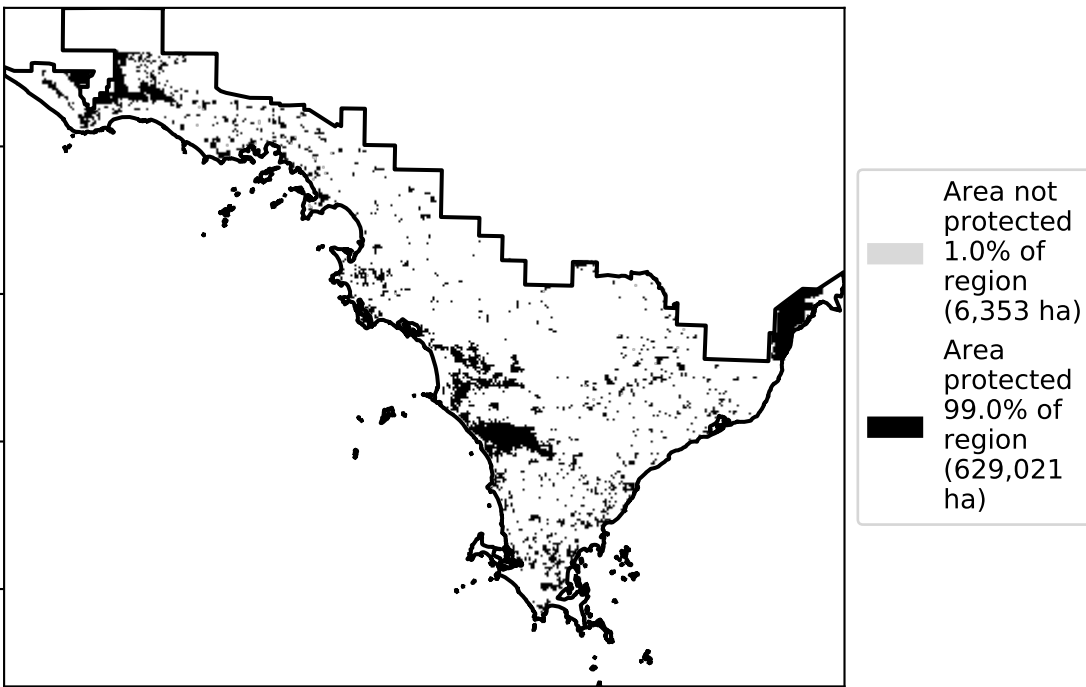 Area not
protected
1.0% of
region
(6,353 ha)
Area
protected
99.0% of
region
(629,021
ha)